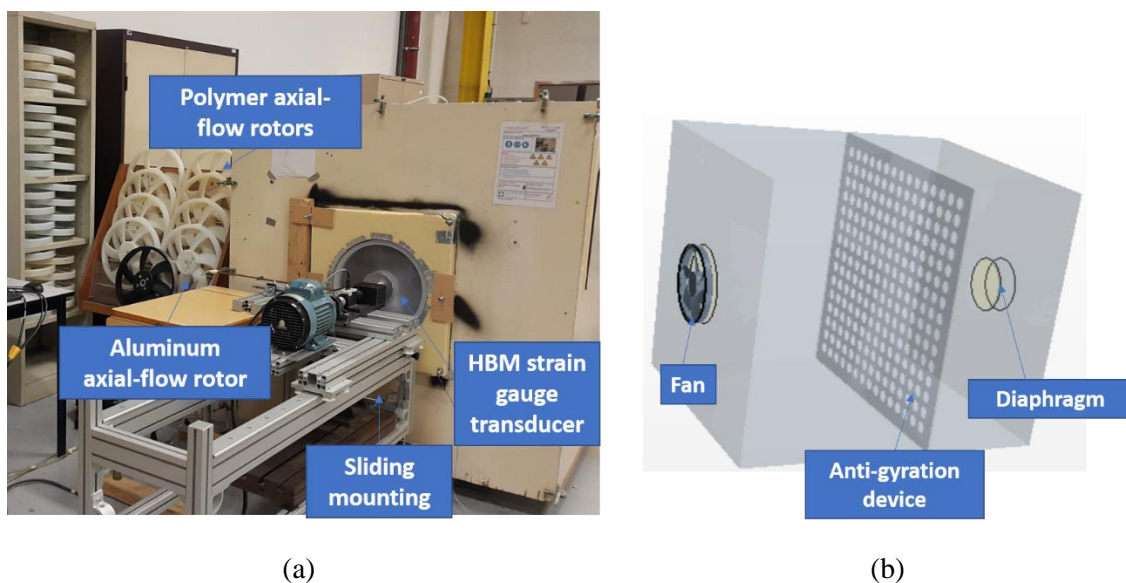 Polymer axial-
flow rotors
Aluminum
axial-flow rotor
HBM strain
gauge
transducer
Sliding
mounting
(a)
Fan
Diaphragm
Anti-gyration
device
(b)